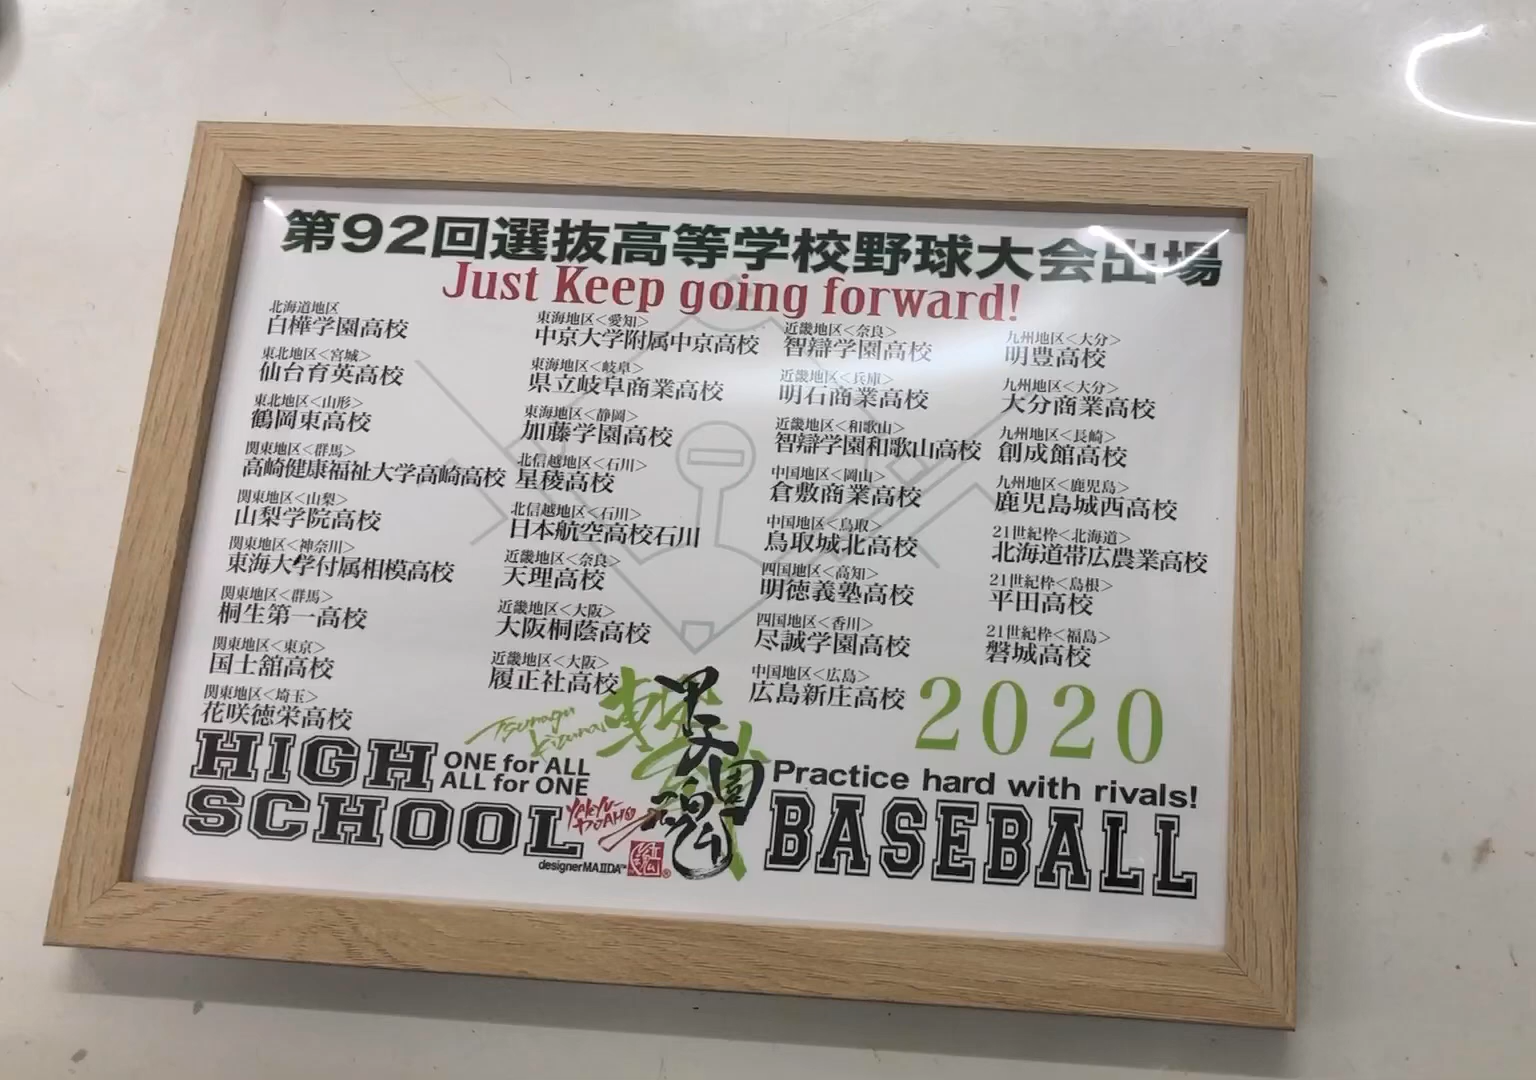 第92回選抜高等学校野球大会出場
Just Keep going forward!
北海道地区
白樺学園高校
東北地区<宮城>
仙台育英高校
東北地区<山形>
鶴岡東高校
関東地区<群馬>
高崎健康福祉大学高崎高校
関東地区<山梨>
山梨学院高校
関東地区<神奈川>
東海大学付属相模高校
関東地区<群馬>
桐生第一高校
関東地区<東京>
国士舘高校
関東地区<埼玉>
花咲徳栄高校
東海地区<愛知>
中京大学附属中京高校
東海地区<岐阜>
県立岐阜商業高校
東海地区<静岡>
加藤学園高校
北信越地区<石川>
星稜高校
北信越地区<石川>
日本航空高校石川
近畿地区<奈良>
天理高校
近畿地区<大阪>
大阪桐蔭高校
近畿地区<大阪>
履正社高校
近畿地区<奈良>
智辯学園高校
近畿地区<兵庫>
明石商業高校
近畿地区<和歌山>
智辯学園和歌山高校
中国地区<岡山>
倉敷商業高校
中国地区<鳥取>
鳥取城北高校
四国地区<高知>
明徳義塾高校
四国地区<香川>
尽誠学園高校
中国地区<広島>
広島新庄高校
九州地区<大分>
明豊高校
九州地区<大分>
大分商業高校
九州地区<長崎>
創成館高校
九州地区<鹿児島>
鹿児島城西高校
21世紀枠<北海道>
北海道帯広農業高校
21世紀枠<島根>
平田高校
21世紀枠<福島>
磐城高校
2020
Tsunagu
kizuna
甲子園魂
HIGH
SCHOOL
ONE for ALL
ALL for ONE
YAKYU-
DOAHO
designerMAIIDA™
Practice hard with rivals!
BASEBALL